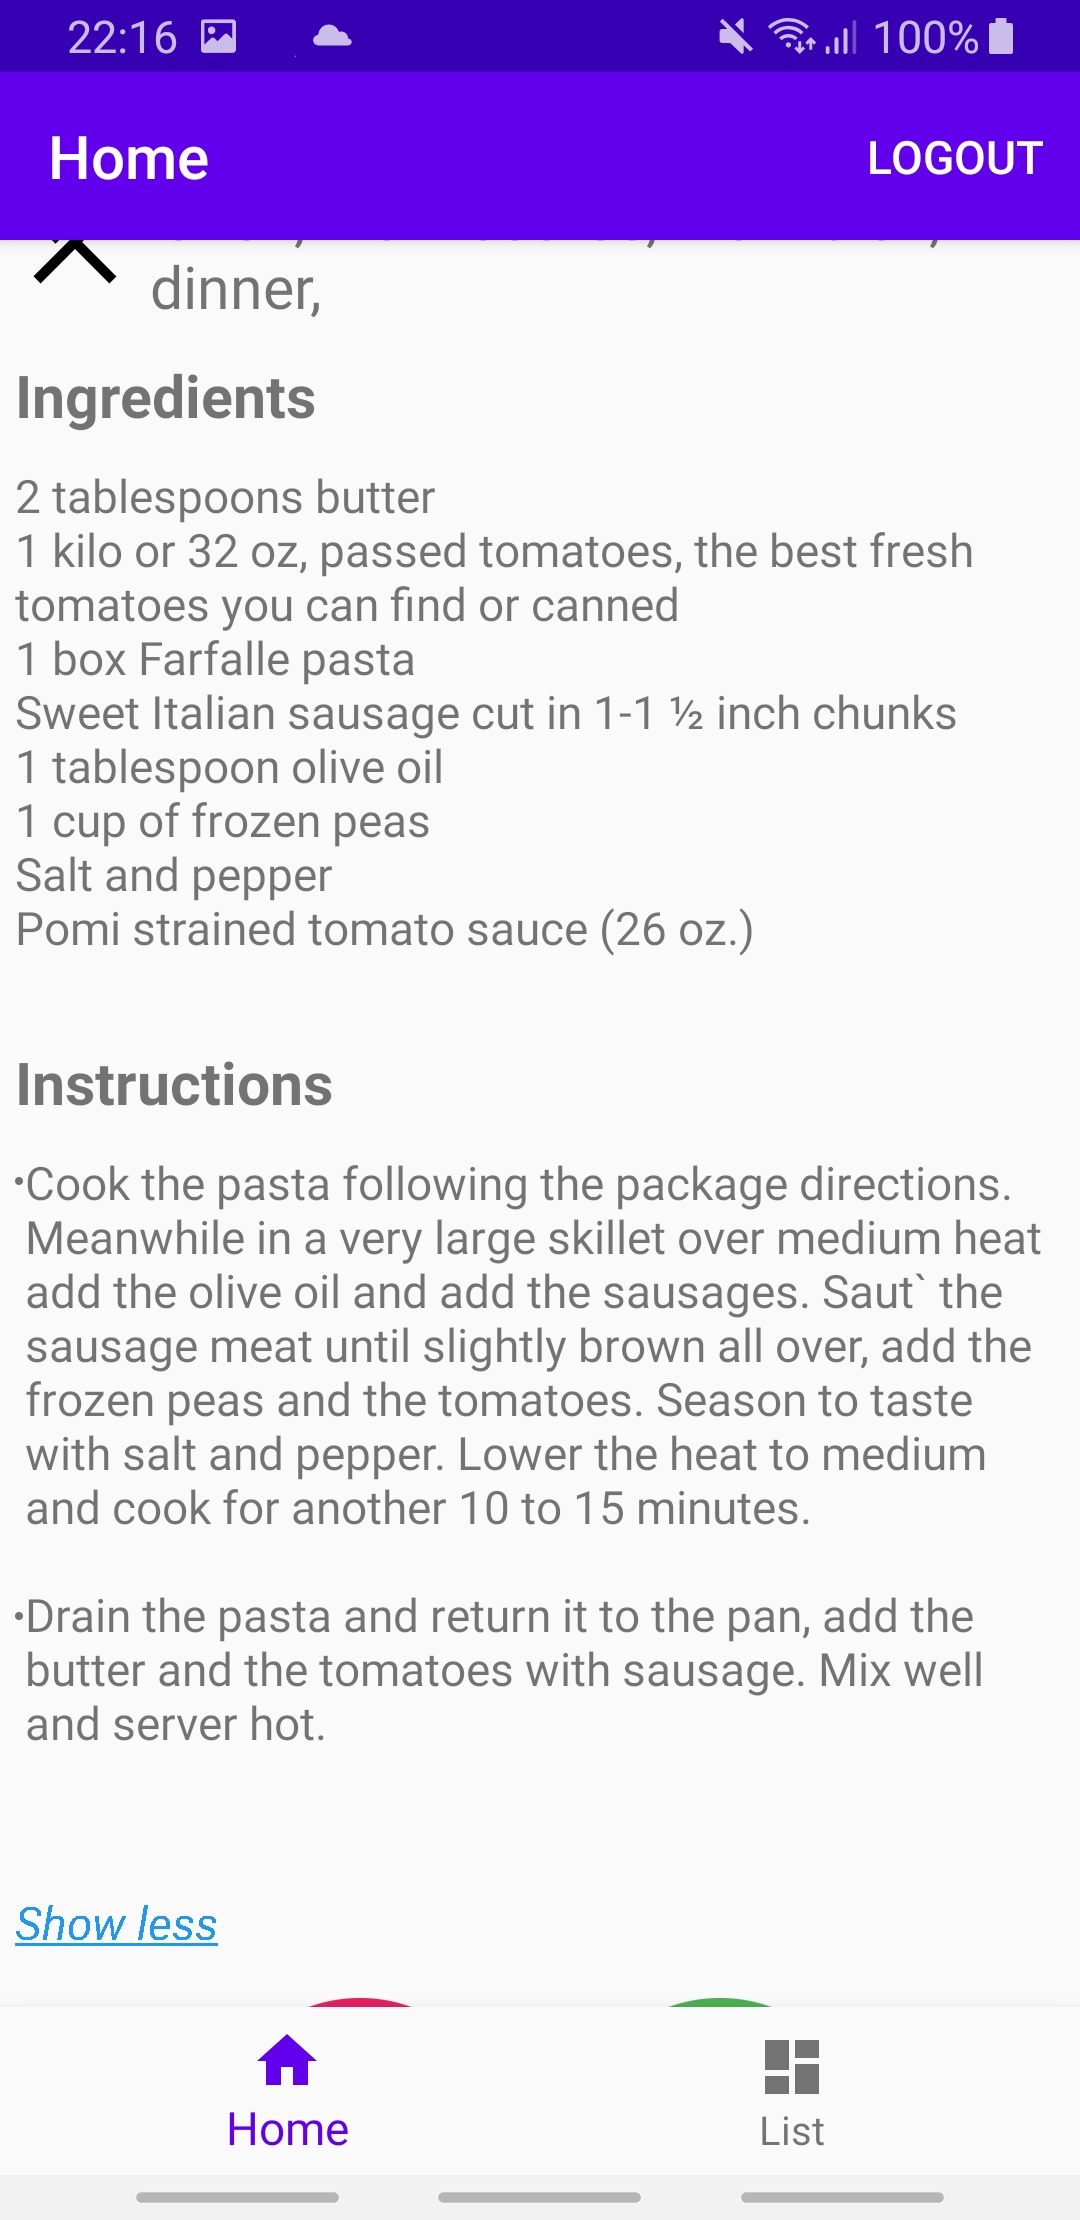 22:16
100%
Home
LOGOUT
dinner,
Ingredients
2 tablespoons butter
1 kilo or 32 oz, passed tomatoes, the best fresh
tomatoes you can find or canned
1 box Farfalle pasta
Sweet Italian sausage cut in 1-1 ½ inch chunks
1 tablespoon olive oil
1 cup of frozen peas
Salt and pepper
Pomi strained tomato sauce (26 oz.)
Instructions
•Cook the pasta following the package directions.
Meanwhile in a very large skillet over medium heat
add the olive oil and add the sausages. Saut` the
sausage meat until slightly brown all over, add the
frozen peas and the tomatoes. Season to taste
with salt and pepper. Lower the heat to medium
and cook for another 10 to 15 minutes.
•Drain the pasta and return it to the pan, add the
butter and the tomatoes with sausage. Mix well
and server hot.
Show less
Home
List